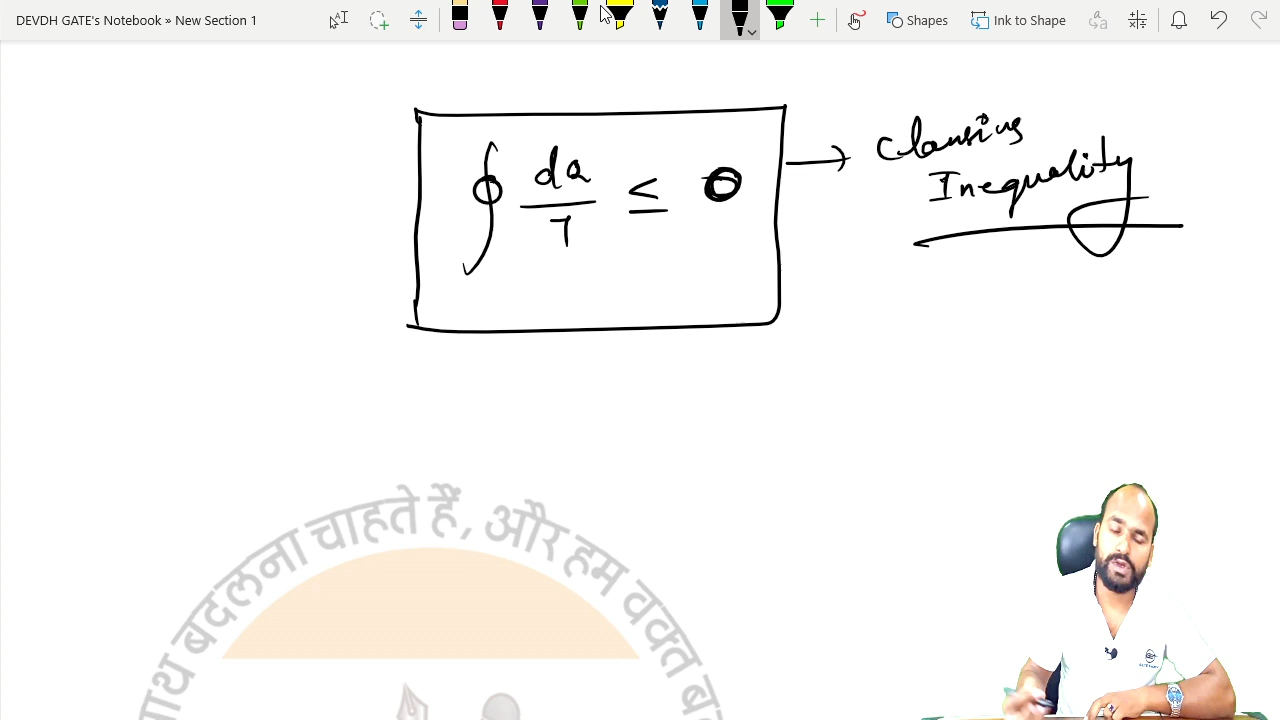 DEVDH GATE's Notebook » New Section 1
Shapes
Ink to Shape
∮ dQ/T ≤ 0 → Clausius
Inequality
साथ बदलना चाहते हैं, और हम वक्त